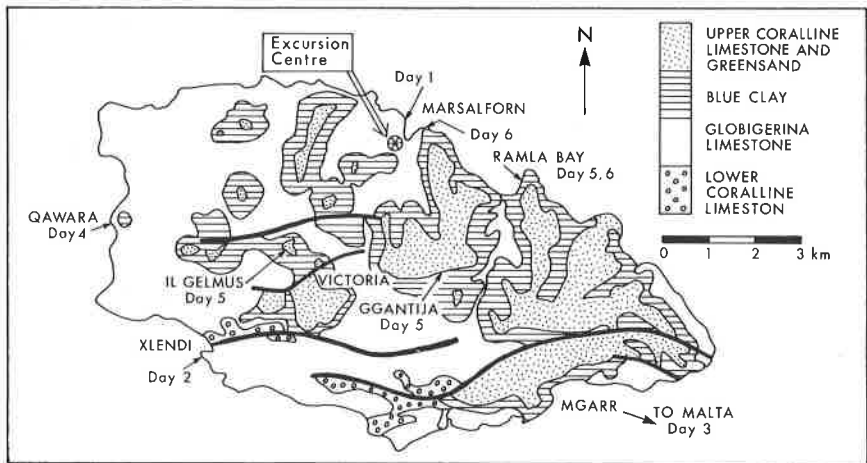 Excursion
Centre
Day 1
MARSALFORN
Day 6
RAMLA BAY
Day 5,6
N
QAWARA
Day 4
IL GELMUS
Day 5
VICTORIA
GGANTIJA
Day 5
XLENDI
Day 2
MGARR
TO MALTA
Day 3
UPPER CORALLINE
LIMESTONE AND
GREENSAND
BLUE CLAY
GLOBIGERINA
LIMESTONE
LOWER
CORALLINE
LIMESTON
0 1 2 3
km